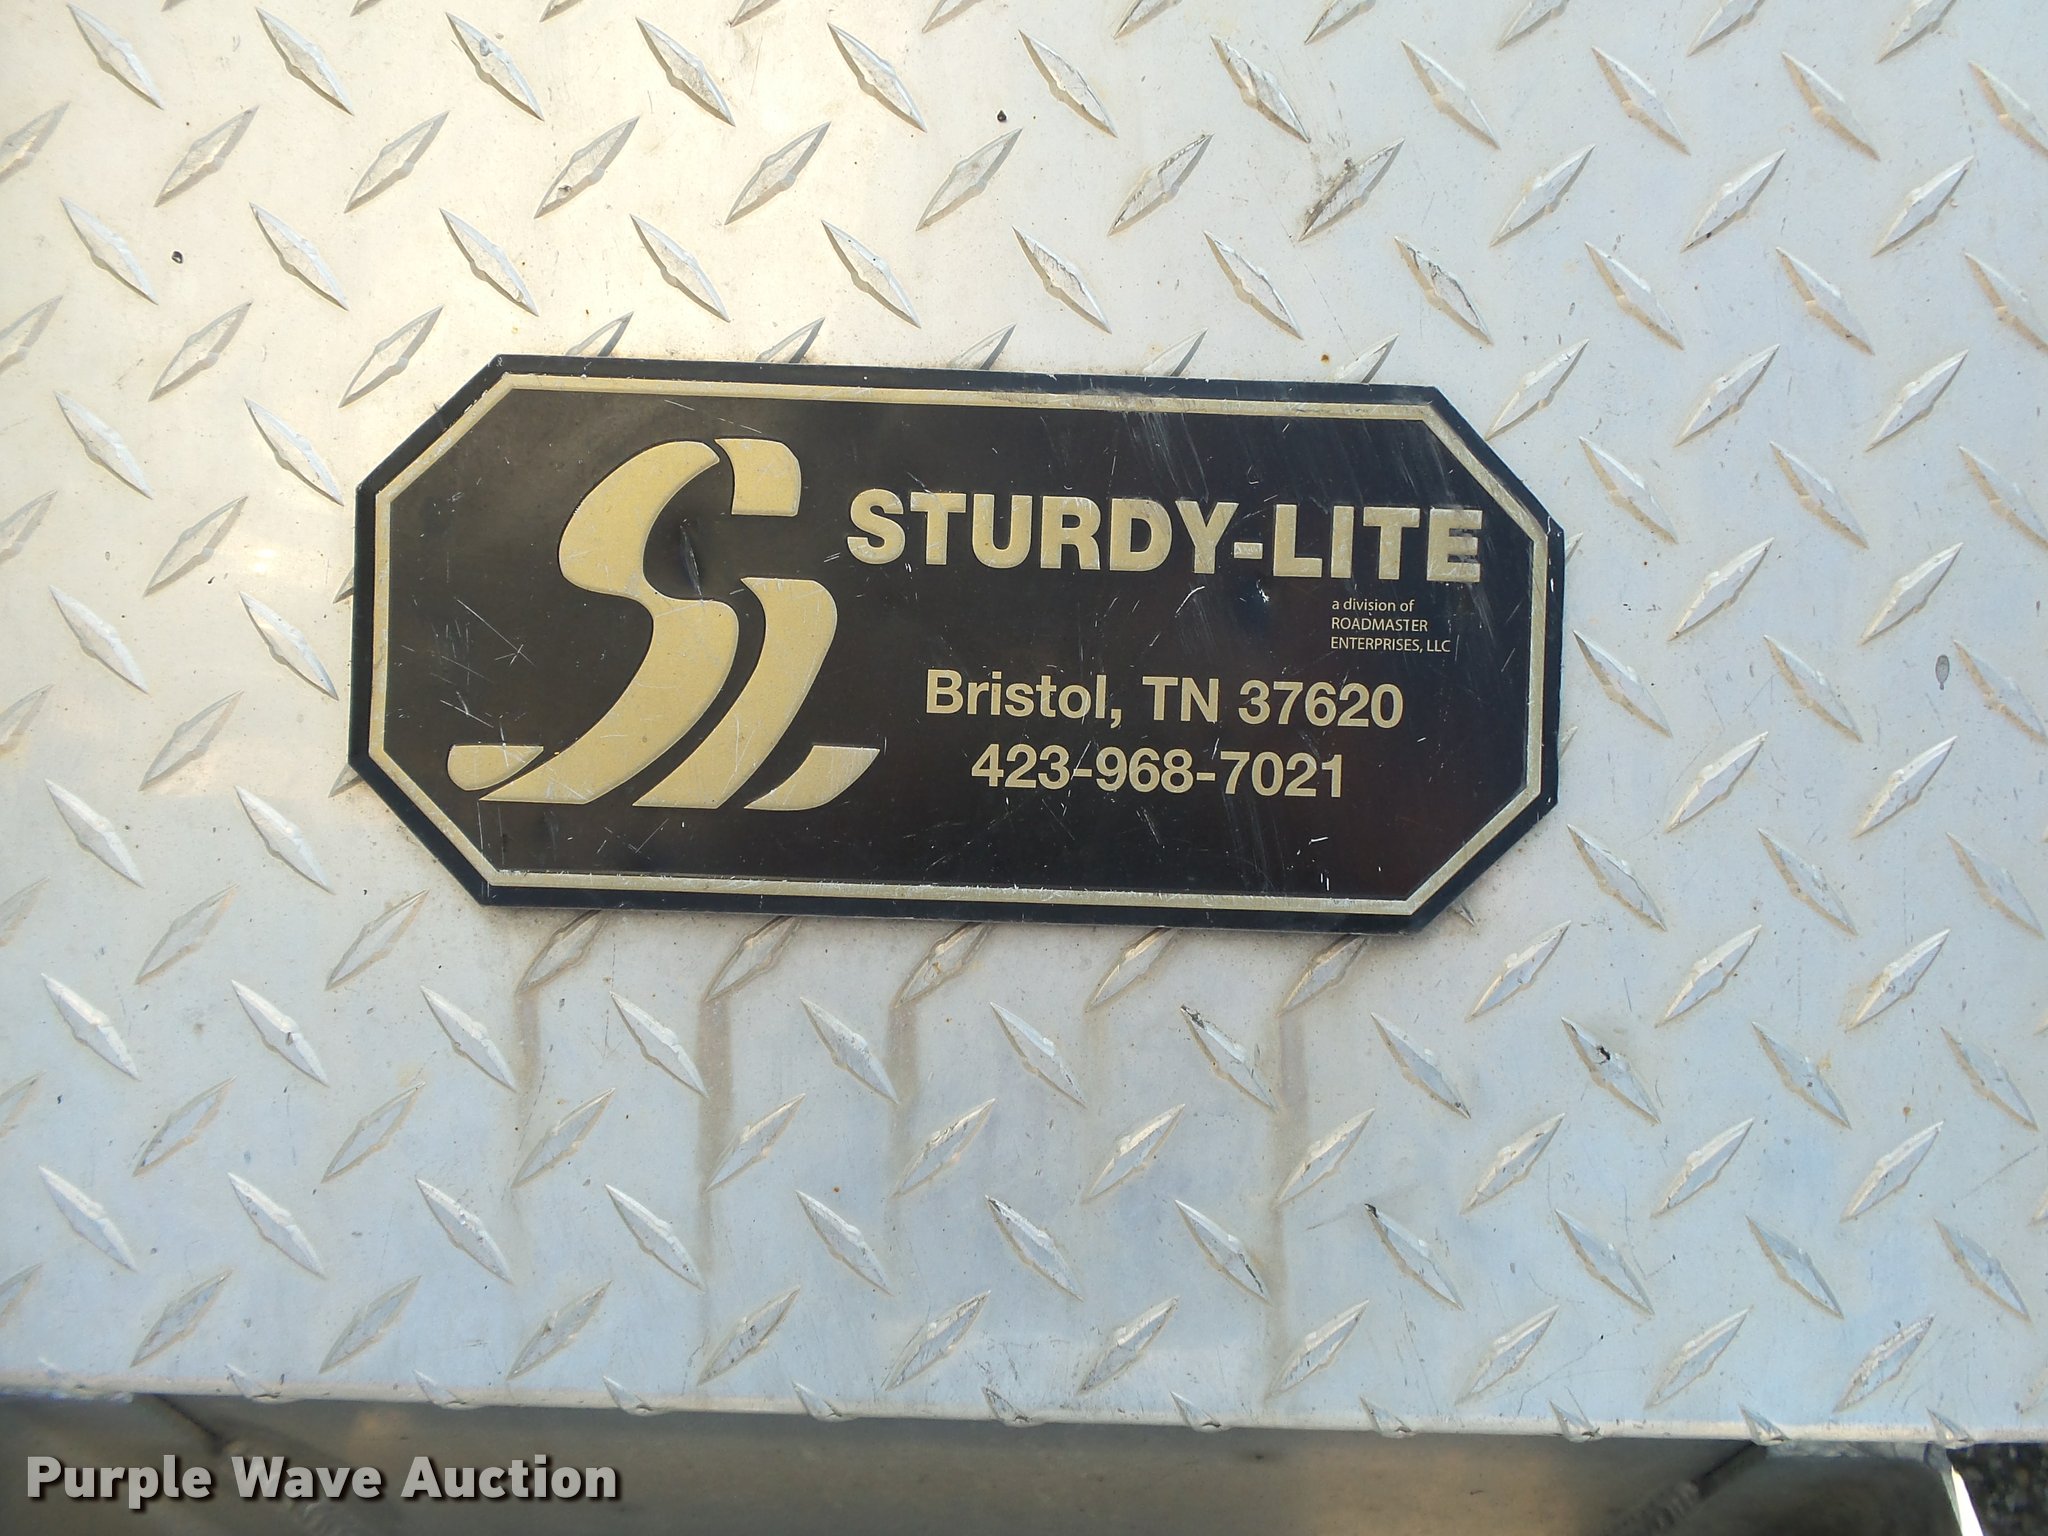 SL
STURDY-LITE
a division of
ROADMASTER
ENTERPRISES, LLC
Bristol, TN 37620
423-968-7021
Purple Wave Auction